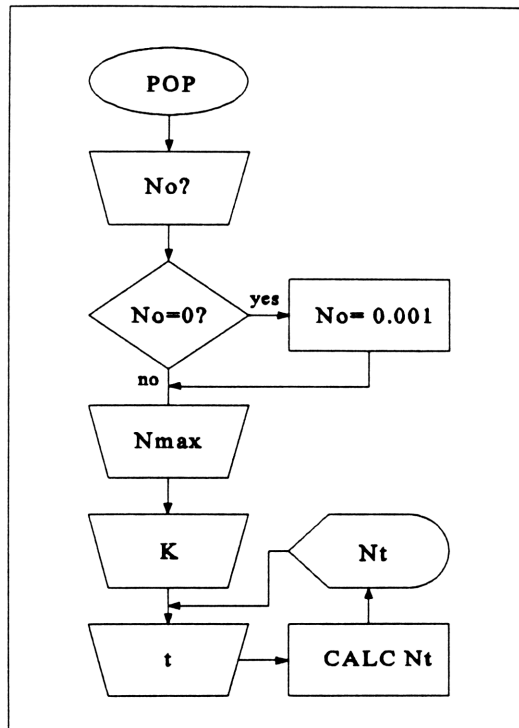 POP
No?
No=0?
yes
No= 0.001
no
Nmax
K
Nt
t
CALC Nt